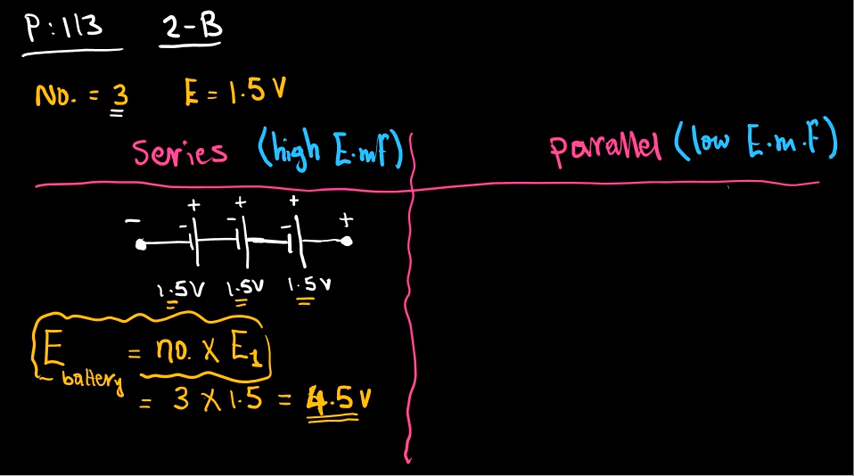 P:113 2-B
No. = 3 E = 1.5 V
Series (high E.mf) parallel (low E.m.F)
- + - + - + - +
1.5V 1.5V 1.5V
E battery = no. × E1
= 3 × 1.5 = 4.5 V